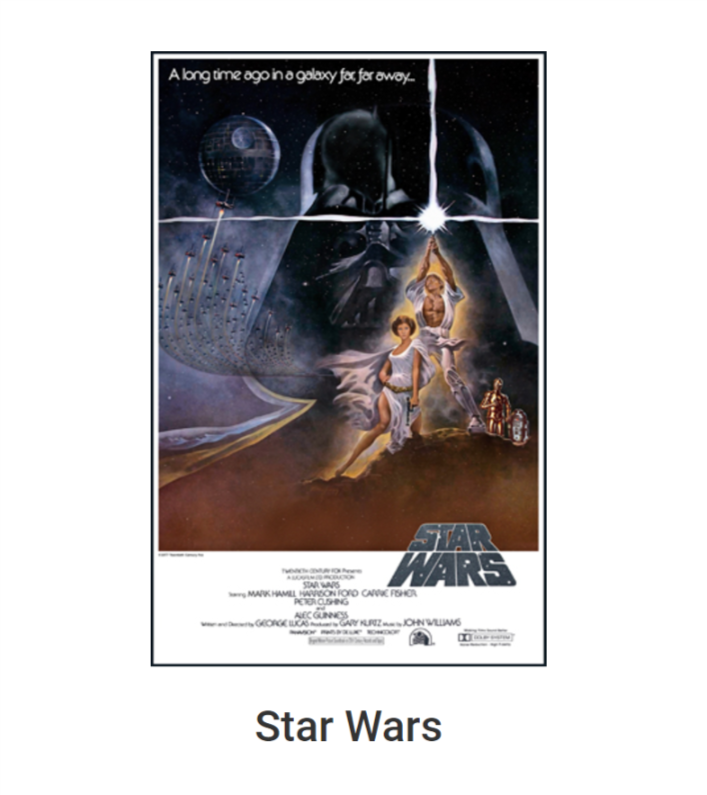 A long time ago in a galaxy far, far away...
STAR
WARS
TWENTIETH CENTURY-FOX Presents
A LUCASFILM LTD. PRODUCTION
STAR WARS
Starring MARK HAMILL HARRISON FORD CARRIE FISHER
PETER CUSHING
and
ALEC GUINNESS
Written and Directed by GEORGE LUCAS Produced by GARY KURTZ Music by JOHN WILLIAMS
PANAVISION® PRINTS BY DE LUXE® TECHNICOLOR®
DOLBY SYSTEM
Star Wars